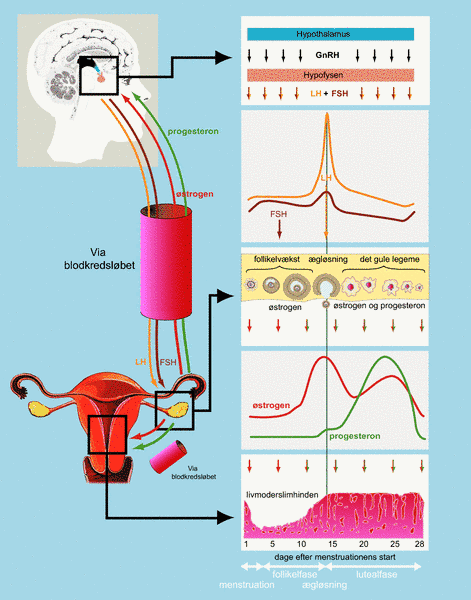 Hypothalamus
GnRH
Hypofysen
LH + FSH
progesteron
østrogen
LH
FSH
Via
blodkredsløbet
follikelvækst
ægløsning
det gule legeme
østrogen
østrogen og progesteron
LH
FSH
østrogen
progesteron
Via
blodkredsløbet
livmoderslimhinden
1 5 10 15 20 25 28
dage efter menstruationens start
follikelfase
lutealfase
menstruation
ægløsning